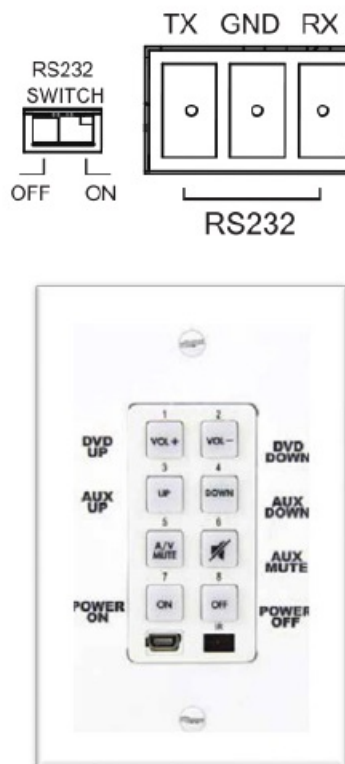 TX GND RX
RS232
SWITCH
OFF ON
RS232
1 2
VOL+ VOL−
DVD
UP
DVD
DOWN
3 4
UP DOWN
AUX
UP
AUX
DOWN
5 6
A/V
MUTE
AUX
MUTE
7 8
ON OFF
POWER
ON
POWER
OFF
IR